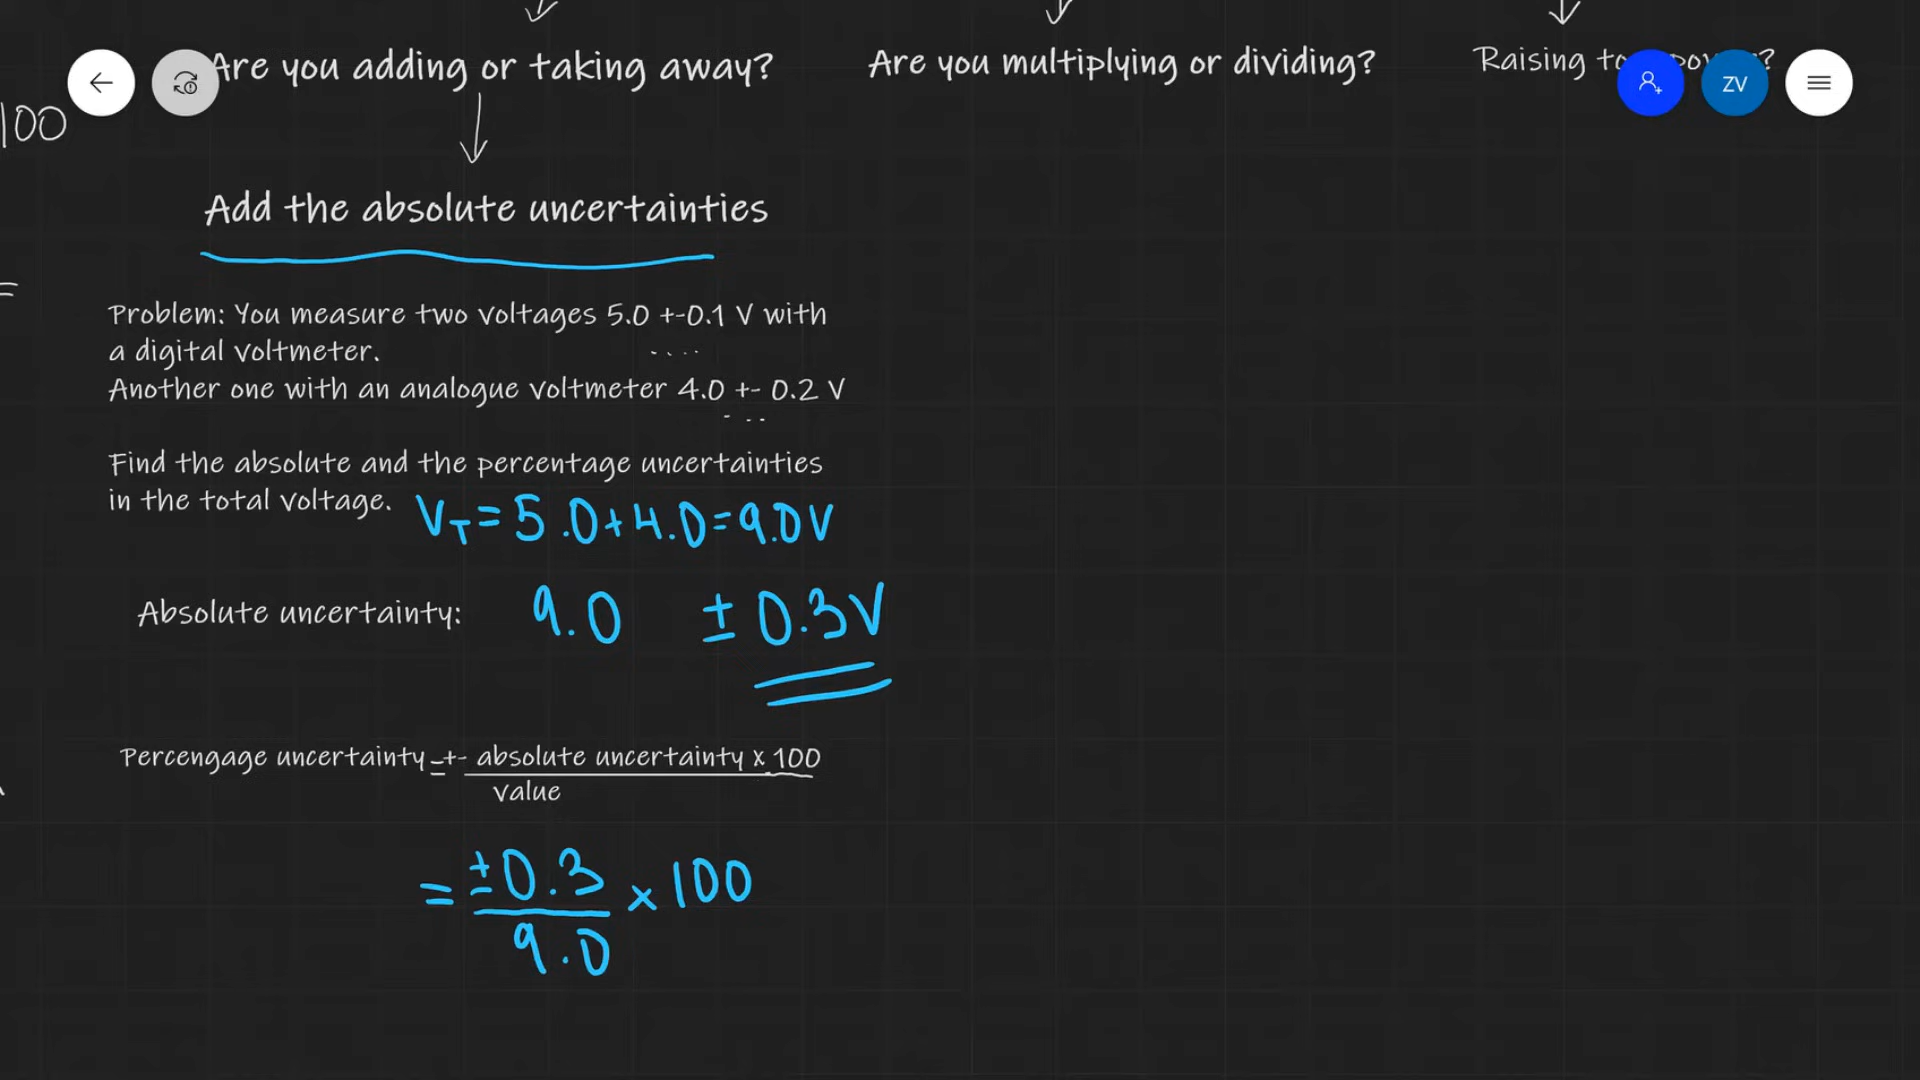 Are you adding or taking away?
Are you multiplying or dividing?
Raising to
ZV
100
Add the absolute uncertainties
=
Problem: You measure two voltages 5.0 +-0.1 V with
a digital voltmeter.
Another one with an analogue voltmeter 4.0 +- 0.2 V
Find the absolute and the percentage uncertainties
in the total voltage.
V_T = 5.0 + 4.0 = 9.0 V
Absolute uncertainty: 9.0 ± 0.3 V
Percengage uncertainty = +- absolute uncertainty x 100
value
= ±0.3 × 100
9.0